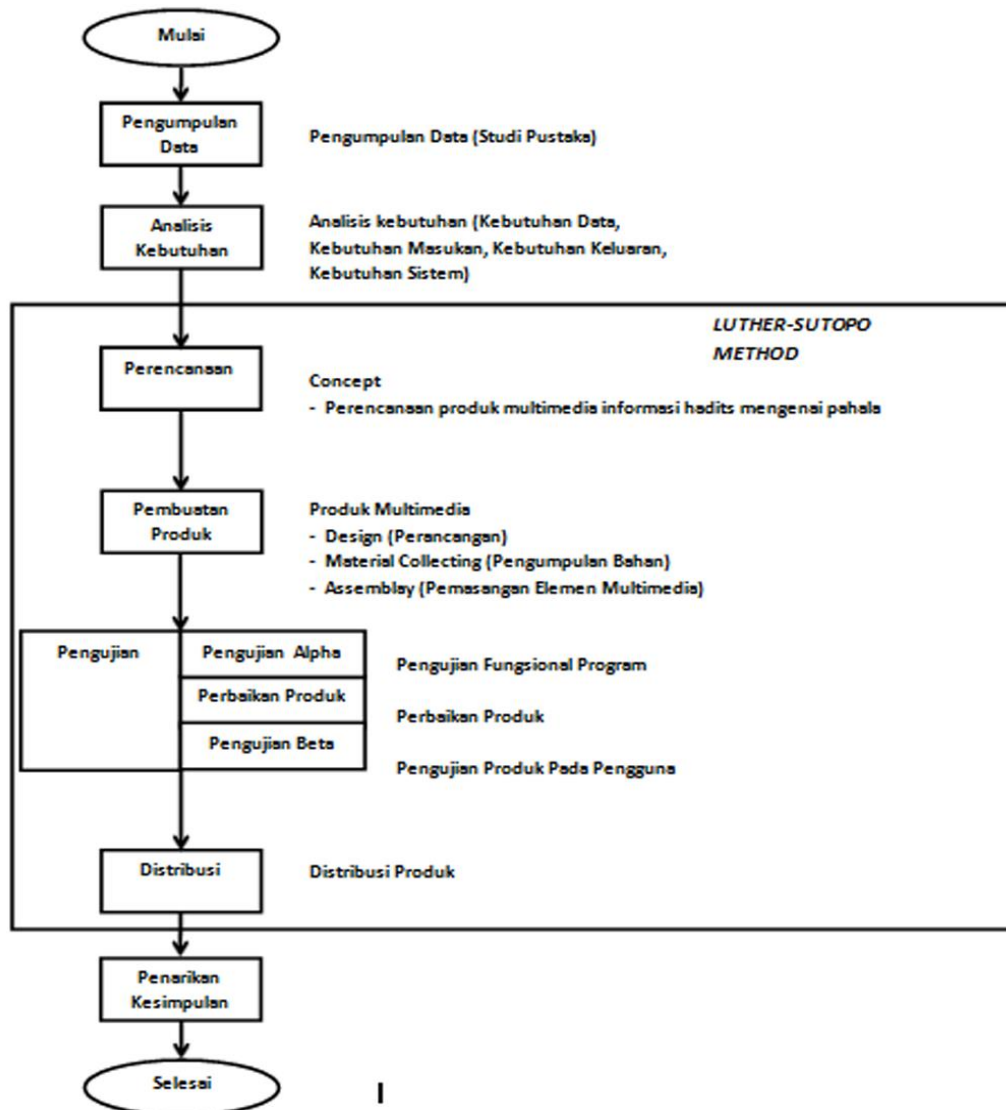 Mulai
Pengumpulan
Data
Pengumpulan Data (Studi Pustaka)
Analisis
Kebutuhan
Analisis kebutuhan (Kebutuhan Data,
Kebutuhan Masukan, Kebutuhan Keluaran,
Kebutuhan Sistem)
LUTHER-SUTOPO
METHOD
Perencanaan
Concept
- Perencanaan produk multimedia informasi hadits mengenai pahala
Pembuatan
Produk
Produk Multimedia
- Design (Perancangan)
- Material Collecting (Pengumpulan Bahan)
- Assemblay (Pemasangan Elemen Multimedia)
Pengujian
Pengujian Alpha
Pengujian Fungsional Program
Perbaikan Produk
Perbaikan Produk
Pengujian Beta
Pengujian Produk Pada Pengguna
Distribusi
Distribusi Produk
Penarikan
Kesimpulan
Selesai